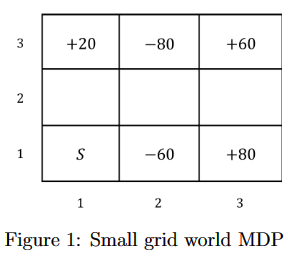 3 +20 −80 +60
2
1 S −60 +80
1 2 3
Figure 1: Small grid world MDP